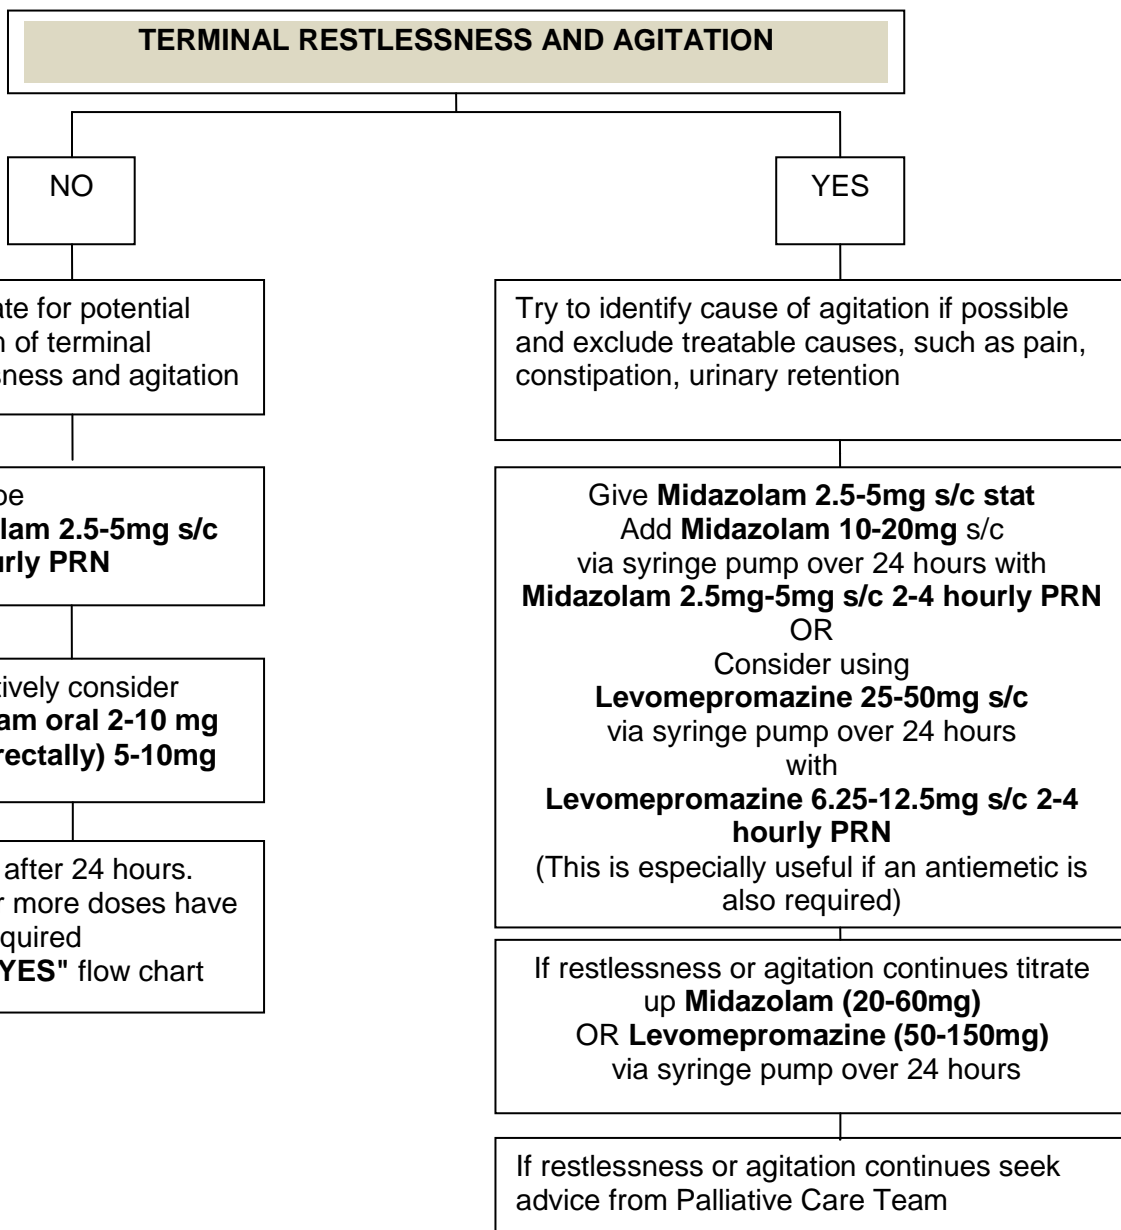 TERMINAL RESTLESSNESS AND AGITATION
NO
YES
ate for potential
n of terminal
sness and agitation
be
lam 2.5-5mg s/c
urly PRN
tively consider
am oral 2-10 mg
rectally) 5-10mg
after 24 hours.
r more doses have
quired
YES" flow chart
Try to identify cause of agitation if possible
and exclude treatable causes, such as pain,
constipation, urinary retention
Give Midazolam 2.5-5mg s/c stat
Add Midazolam 10-20mg s/c
via syringe pump over 24 hours with
Midazolam 2.5mg-5mg s/c 2-4 hourly PRN
OR
Consider using
Levomepromazine 25-50mg s/c
via syringe pump over 24 hours
with
Levomepromazine 6.25-12.5mg s/c 2-4
hourly PRN
(This is especially useful if an antiemetic is
also required)
If restlessness or agitation continues titrate
up Midazolam (20-60mg)
OR Levomepromazine (50-150mg)
via syringe pump over 24 hours
If restlessness or agitation continues seek
advice from Palliative Care Team